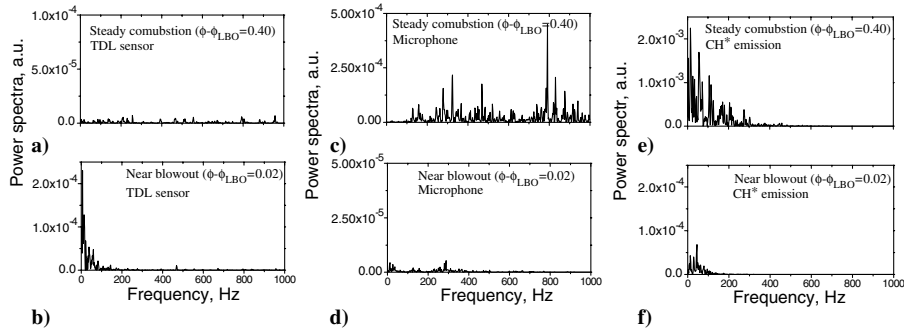 Power spectra, a.u.
1.0x10-4
5.0x10-5
0.0
Steady comubstion (ϕ-ϕLBO=0.40)
TDL sensor
a)
2.0x10-4
1.0x10-4
0.0
Near blowout (ϕ-ϕLBO=0.02)
TDL sensor
0 200 400 600 800 1000
Frequency, Hz
b)
Power spectra, a.u.
5.00x10-4
2.50x10-4
0.00
Steady comubstion (ϕ-ϕLBO=0.40)
Microphone
c)
5.00x10-5
2.50x10-5
0.00
Near blowout (ϕ-ϕLBO=0.02)
Microphone
0 200 400 600 800 1000
Frequency, Hz
d)
Power spectr, a.u.
2.0x10-3
1.0x10-3
0.0
Steady comubstion (ϕ-ϕLBO=0.40)
CH* emission
e)
2.0x10-4
1.0x10-4
0.0
Near blowout (ϕ-ϕLBO=0.02)
CH* emission
0 200 400 600 800 1000
Frequency, Hz
f)